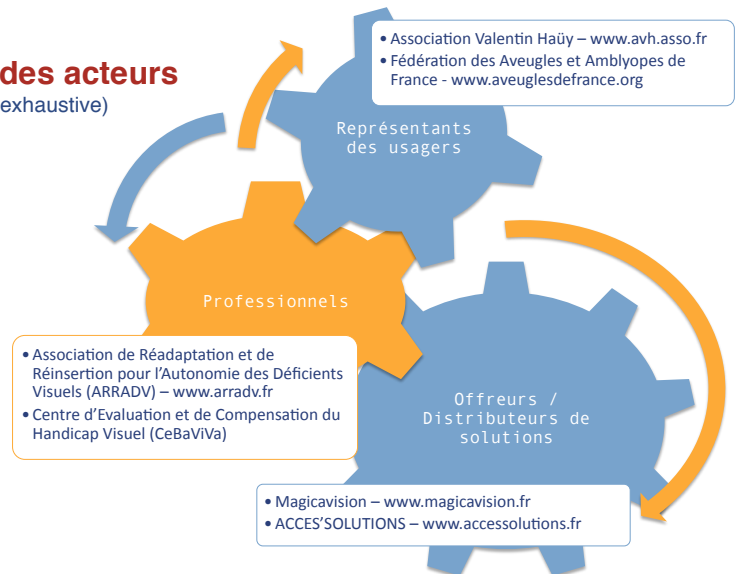 des acteurs
exhaustive)
• Association Valentin Haüy – www.avh.asso.fr
• Fédération des Aveugles et Amblyopes de
France - www.aveuglesdefrance.org
Représentants
des usagers
Professionnels
• Association de Réadaptation et de
Réinsertion pour l'Autonomie des Déficients
Visuels (ARRADV) – www.arradv.fr
• Centre d'Evaluation et de Compensation du
Handicap Visuel (CeBaViVa)
Offreurs /
Distributeurs de
solutions
• Magicavision – www.magicavision.fr
• ACCES'SOLUTIONS – www.accessolutions.fr